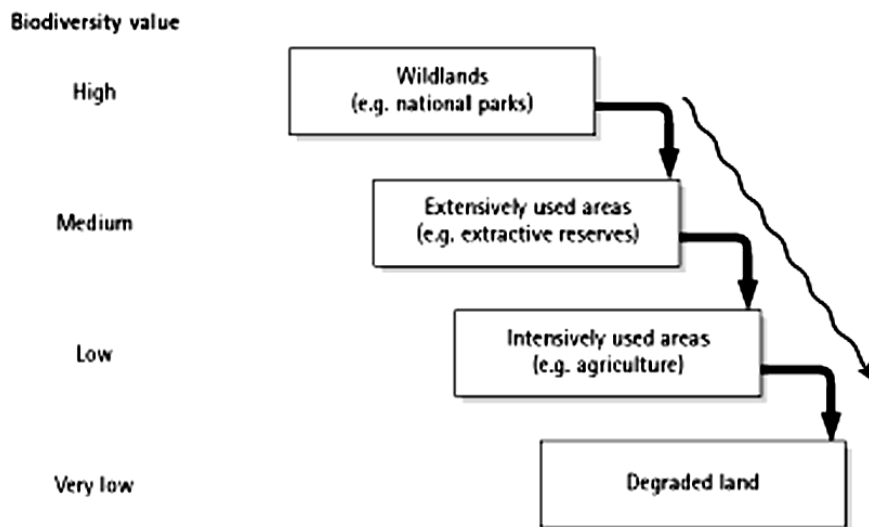 Biodiversity value
High
Wildlands
(e.g. national parks)
Medium
Extensively used areas
(e.g. extractive reserves)
Low
Intensively used areas
(e.g. agriculture)
Very low
Degraded land